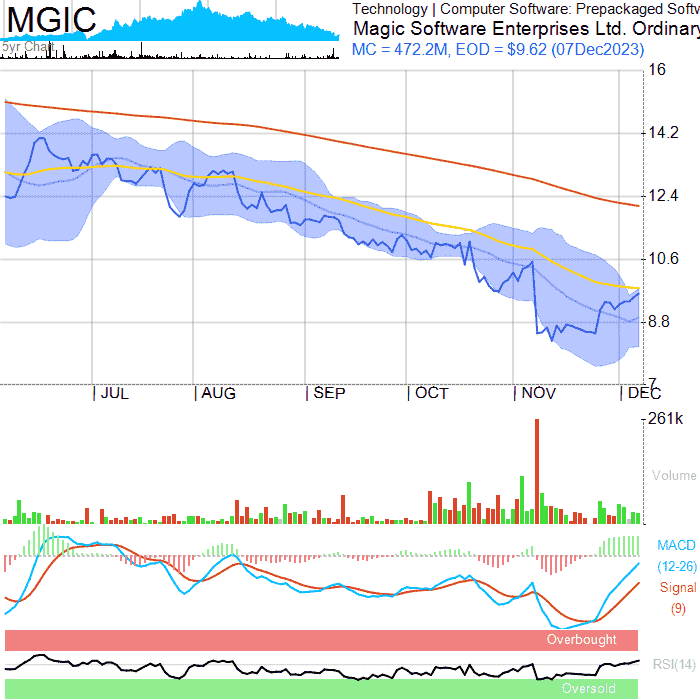 MGIC
5yr Chart
Technology | Computer Software: Prepackaged Softw
Magic Software Enterprises Ltd. Ordinary
MC = 472.2M, EOD = $9.62 (07Dec2023)
16
14.2
12.4
10.6
8.8
7
JUL
AUG
SEP
OCT
NOV
DEC
261k
Volume
MACD
(12-26)
Signal
(9)
Overbought
RSI(14)
Oversold